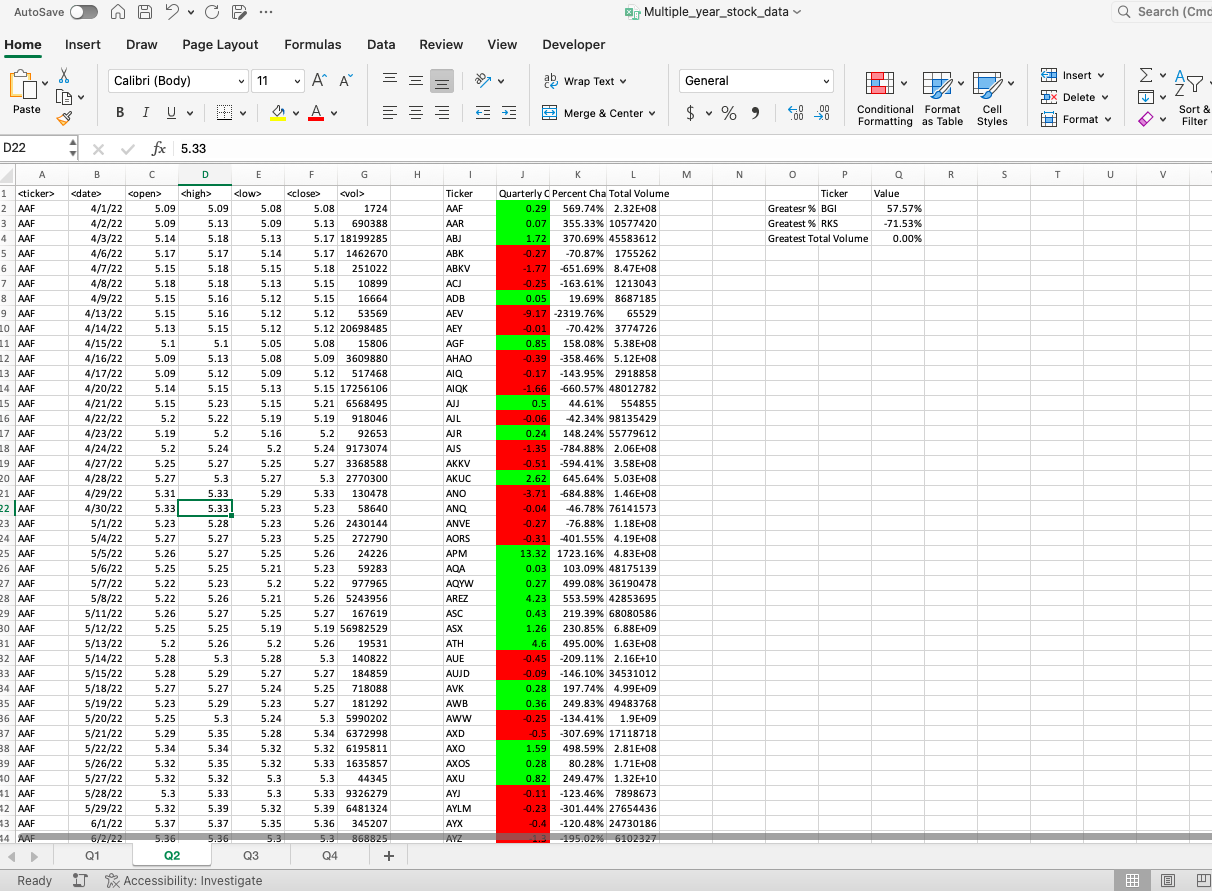 AutoSave
Multiple_year_stock_data
Search (Cmd
Home Insert Draw Page Layout Formulas Data Review View Developer
Paste
Calibri (Body) 11
B I U
A
ab Wrap Text
Merge & Center
General
$ % 9
Conditional Formatting
Format as Table
Cell Styles
Insert
Delete
Format
Sort & Filter
D22 fx 5.33
A B C D E F G H I J K L M N O P Q R S T U V
1 <ticker> <date> <open> <high> <low> <close> <vol> Ticker Quarterly C Percent Cha Total Volume Ticker Value
2 AAF 4/1/22 5.09 5.09 5.08 5.08 1724 AAF 0.29 569.74% 2.32E+08 Greatesr % BGI 57.57%
3 AAF 4/2/22 5.09 5.13 5.09 5.13 690388 AAR 0.07 355.33% 10577420 Greatest % RKS -71.53%
4 AAF 4/3/22 5.14 5.18 5.13 5.17 18199285 ABJ 1.72 370.69% 45583612 Greatest Total Volume 0.00%
5 AAF 4/6/22 5.17 5.17 5.14 5.17 1462670 ABK -0.27 -70.87% 1755262
6 AAF 4/7/22 5.15 5.18 5.15 5.18 251022 ABKV -1.77 -651.69% 8.47E+08
7 AAF 4/8/22 5.18 5.18 5.13 5.15 10899 ACJ -0.25 -163.61% 1213043
8 AAF 4/9/22 5.15 5.16 5.12 5.15 16664 ADB 0.05 19.69% 8687185
9 AAF 4/13/22 5.15 5.16 5.12 5.12 53569 AEV -9.17 -2319.76% 65529
10 AAF 4/14/22 5.13 5.15 5.12 5.12 20698485 AEY -0.01 -70.42% 3774726
11 AAF 4/15/22 5.1 5.1 5.05 5.08 15806 AGF 0.85 158.08% 5.38E+08
12 AAF 4/16/22 5.09 5.13 5.08 5.09 3609880 AHAO -0.39 -358.46% 5.12E+08
13 AAF 4/17/22 5.09 5.12 5.09 5.12 517468 AIQ -0.17 -143.95% 2918858
14 AAF 4/20/22 5.14 5.15 5.13 5.15 17256106 AIQK -1.66 -660.57% 48012782
15 AAF 4/21/22 5.15 5.23 5.15 5.21 6568495 AJJ 0.5 44.61% 554855
16 AAF 4/22/22 5.2 5.22 5.19 5.19 918046 AJL -0.06 -42.34% 98135429
17 AAF 4/23/22 5.19 5.2 5.16 5.2 92653 AJR 0.24 148.24% 55779612
18 AAF 4/24/22 5.2 5.24 5.2 5.24 9173074 AJS -1.35 -784.88% 2.06E+08
19 AAF 4/27/22 5.25 5.27 5.25 5.27 3368588 AKKV -0.51 -594.41% 3.58E+08
20 AAF 4/28/22 5.27 5.3 5.27 5.3 2770300 AKUC 2.62 645.64% 5.03E+08
21 AAF 4/29/22 5.31 5.33 5.29 5.33 130478 ANO -3.71 -684.88% 1.46E+08
22 AAF 4/30/22 5.33 5.33 5.23 5.23 58640 ANQ -0.04 -46.78% 76141573
23 AAF 5/1/22 5.23 5.28 5.23 5.26 2430144 ANVE -0.27 -76.88% 1.18E+08
24 AAF 5/4/22 5.27 5.27 5.23 5.25 272790 AORS -0.31 -401.55% 4.19E+08
25 AAF 5/5/22 5.26 5.27 5.25 5.26 24226 APM 13.32 1723.16% 4.83E+08
26 AAF 5/6/22 5.25 5.25 5.21 5.23 59283 AQA 0.03 103.09% 48175139
27 AAF 5/7/22 5.22 5.23 5.2 5.22 977965 AQYW 0.27 499.08% 36190478
28 AAF 5/8/22 5.22 5.26 5.21 5.26 5243956 AREZ 4.23 553.59% 42853695
29 AAF 5/11/22 5.26 5.27 5.25 5.27 167619 ASC 0.43 219.39% 68080586
30 AAF 5/12/22 5.25 5.25 5.19 5.19 56982529 ASX 1.26 230.85% 6.88E+09
31 AAF 5/13/22 5.2 5.26 5.2 5.26 19531 ATH 4.6 495.00% 1.63E+08
32 AAF 5/14/22 5.28 5.3 5.28 5.3 140822 AUE -0.45 -209.11% 2.16E+10
33 AAF 5/15/22 5.28 5.29 5.27 5.27 184859 AUJD -0.09 -146.10% 34531012
34 AAF 5/18/22 5.27 5.27 5.24 5.25 718088 AVK 0.28 197.74% 4.99E+09
35 AAF 5/19/22 5.23 5.29 5.23 5.27 181292 AWB 0.36 249.83% 49483768
36 AAF 5/20/22 5.25 5.3 5.24 5.3 5990202 AWW -0.25 -134.41% 1.9E+09
37 AAF 5/21/22 5.29 5.35 5.28 5.34 6372998 AXD -0.5 -307.69% 17118718
38 AAF 5/22/22 5.34 5.34 5.32 5.32 6195811 AXO 1.59 498.59% 2.81E+08
39 AAF 5/26/22 5.32 5.35 5.32 5.33 1635857 AXOS 0.28 80.28% 1.71E+08
40 AAF 5/27/22 5.32 5.32 5.3 5.3 44345 AXU 0.82 249.47% 1.32E+10
41 AAF 5/28/22 5.3 5.33 5.3 5.33 9326279 AYJ -0.11 -123.46% 7898673
42 AAF 5/29/22 5.32 5.39 5.32 5.39 6481324 AYLM -0.23 -301.44% 27654436
43 AAF 6/1/22 5.37 5.37 5.35 5.36 345207 AYX -0.4 -120.48% 24730186
44 AAF 6/2/22 5.36 5.36 5.3 5.3 868825 AYZ -1.3 -195.02% 6102327
Q1 Q2 Q3 Q4 +
Ready Accessibility: Investigate